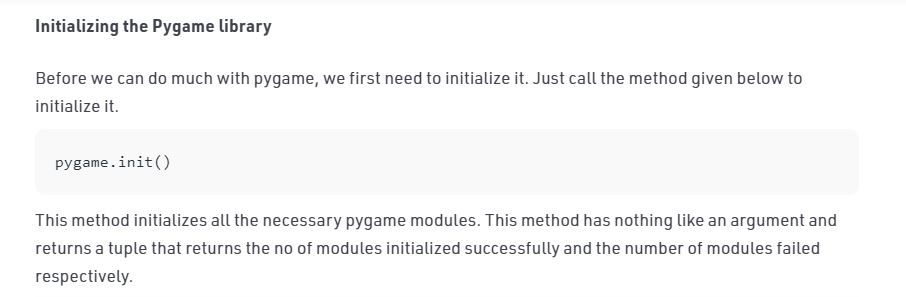 Initializing the Pygame library
Before we can do much with pygame, we first need to initialize it. Just call the method given below to
initialize it.
pygame.init()
This method initializes all the necessary pygame modules. This method has nothing like an argument and
returns a tuple that returns the no of modules initialized successfully and the number of modules failed
respectively.